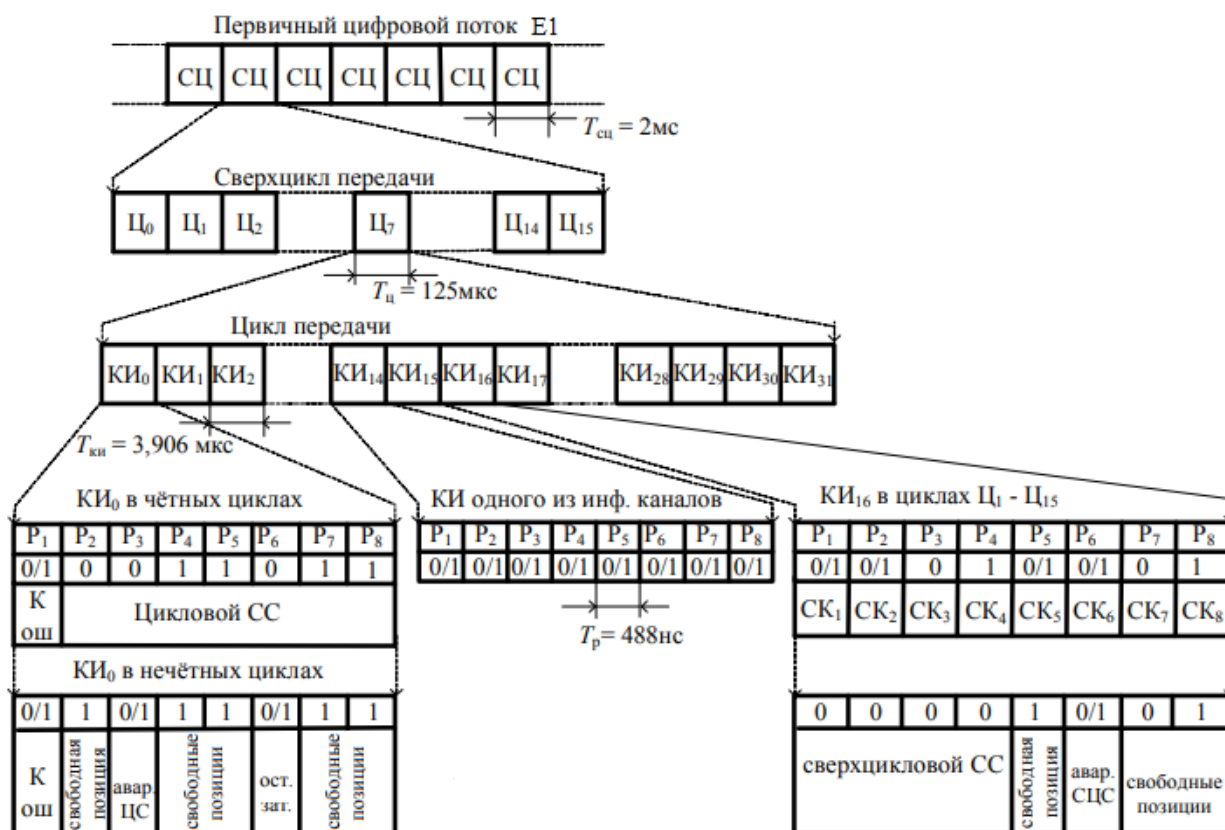 Первичный цифровой поток E1
СЦ СЦ СЦ СЦ СЦ СЦ СЦ
Tсц = 2мс
Сверхцикл передачи
Ц0 Ц1 Ц2 Ц7 Ц14 Ц15
Tц = 125мкс
Цикл передачи
КИ0 КИ1 КИ2 КИ14 КИ15 КИ16 КИ17 КИ28 КИ29 КИ30 КИ31
Tки = 3,906 мкс
КИ0 в чётных циклах
P1 P2 P3 P4 P5 P6 P7 P8
0/1 0 0 1 1 0 1 1
К
ош
Цикловой СС
КИ0 в нечётных циклах
0/1 1 0/1 1 1 0/1 1 1
К
ош
свободная
позиция
авар.
ЦС
свободные
позиции
ост.
зат.
свободные
позиции
КИ одного из инф. каналов
P1 P2 P3 P4 P5 P6 P7 P8
0/1 0/1 0/1 0/1 0/1 0/1 0/1 0/1
Tр= 488нс
КИ16 в циклах Ц1 - Ц15
P1 P2 P3 P4 P5 P6 P7 P8
0/1 0/1 0 1 0/1 0/1 0 1
СК1 СК2 СК3 СК4 СК5 СК6 СК7 СК8
0 0 0 0 1 0/1 0 1
сверхцикловой СС
свободная
позиция
авар.
СЦС
свободные
позиции